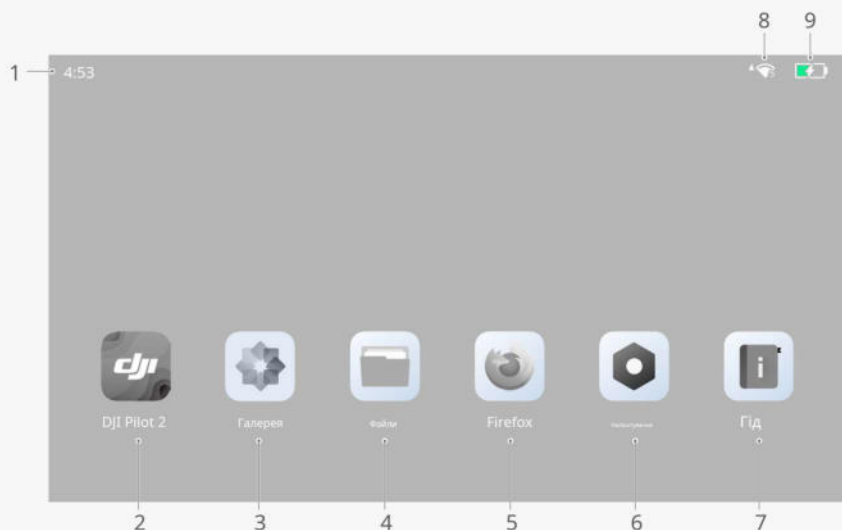 8 9
1 4:53
dji
i
DJI Pilot 2 Галерея Файли Firefox Налаштування Гід
2 3 4 5 6 7